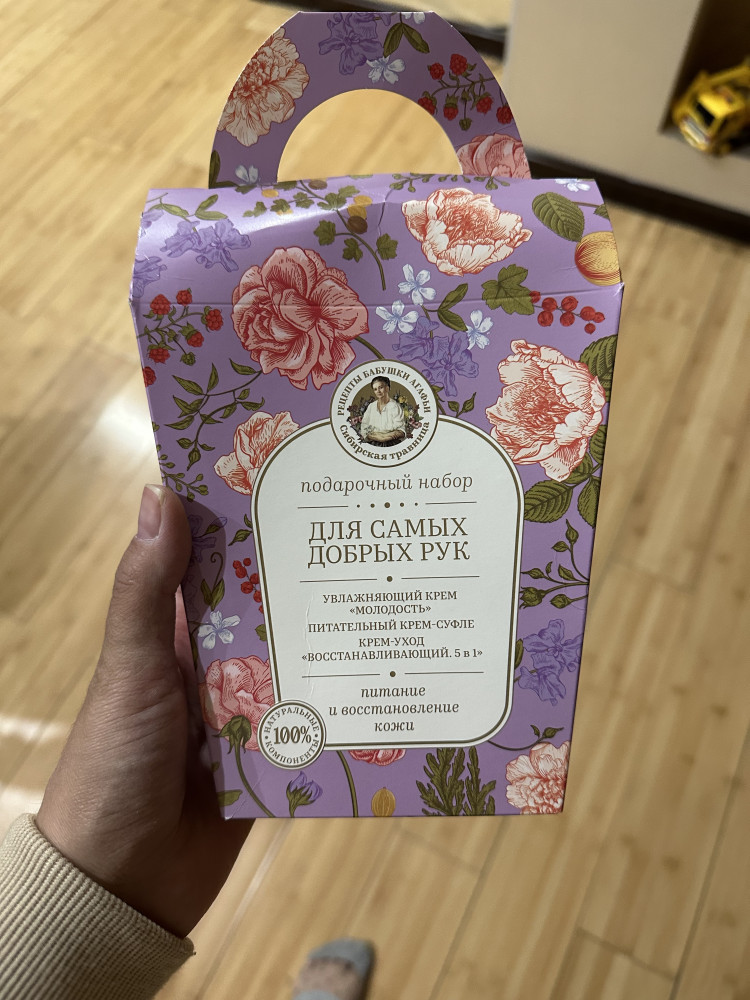 РЕЦЕПТЫ БАБУШКИ АГАФЬИ
Сибирская травница
подарочный набор
ДЛЯ САМЫХ
ДОБРЫХ РУК
УВЛАЖНЯЮЩИЙ КРЕМ
«МОЛОДОСТЬ»
ПИТАТЕЛЬНЫЙ КРЕМ-СУФЛЕ
КРЕМ-УХОД
«ВОССТАНАВЛИВАЮЩИЙ. 5 в 1»
питание
и восстановление
кожи
НАТУРАЛЬНЫЕ
100%
КОМПОНЕНТЫ